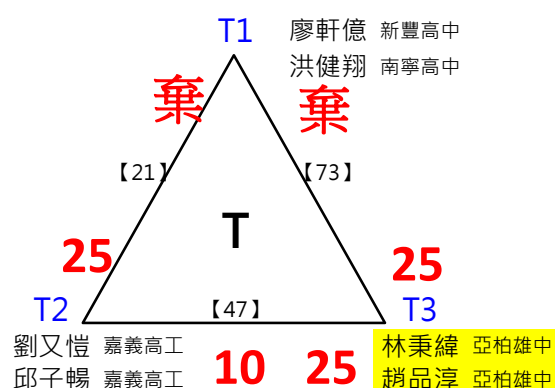 T1
廖軒億 新豐高中
洪健翔 南寧高中
棄 棄
【21】 【73】
T
25 25
T2 【47】 T3
劉又愷 嘉義高工
邱子暢 嘉義高工
10 25
林秉緯 亞柏雄中
趙品淳 亞柏雄中